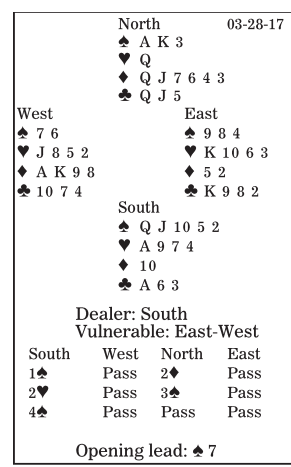 North 03-28-17
♠ A K 3
♥ Q
♦ Q J 7 6 4 3
♣ Q J 5
West East
♠ 7 6 ♠ 9 8 4
♥ J 8 5 2 ♥ K 10 6 3
♦ A K 9 8 ♦ 5 2
♣ 10 7 4 ♣ K 9 8 2
South
♠ Q J 10 5 2
♥ A 9 7 4
♦ 10
♣ A 6 3
Dealer: South
Vulnerable: East-West
South West North East
1♠ Pass 2♦ Pass
2♥ Pass 3♠ Pass
4♠ Pass Pass Pass
Opening lead: ♠ 7